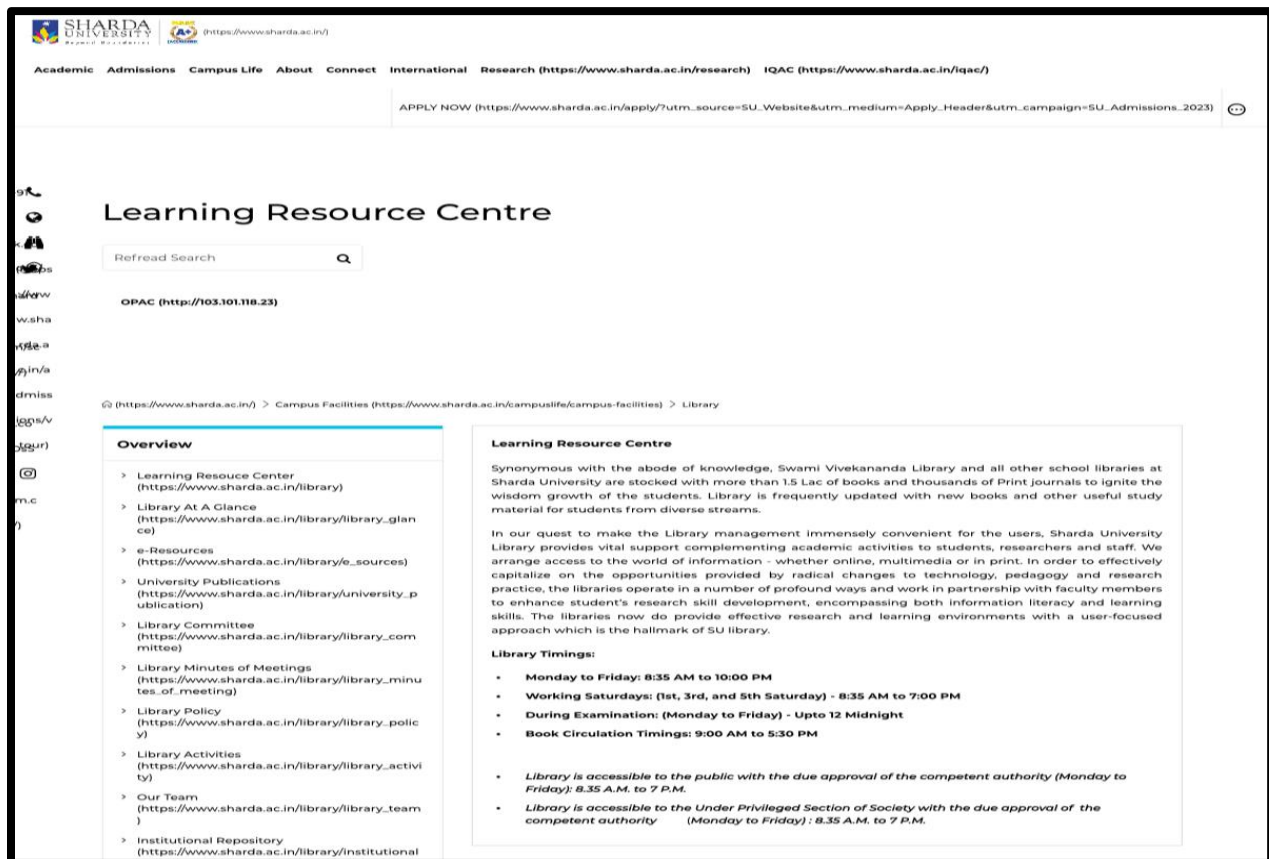 SHARDA
UNIVERSITY
Beyond Boundaries
A+
(https://www.sharda.ac.in/)
Academic Admissions Campus Life About Connect International Research (https://www.sharda.ac.in/research) IQAC (https://www.sharda.ac.in/iqac/)
APPLY NOW (https://www.sharda.ac.in/apply/?utm_source=SU_Website&utm_medium=Apply_Header&utm_campaign=SU_Admissions_2023)
Learning Resource Centre
Refread Search
OPAC (http://103.101.118.23)
w.sha
in/a
dmiss
tour)
m.c
(https://www.sharda.ac.in/) > Campus Facilities (https://www.sharda.ac.in/campuslife/campus-facilities) > Library
Overview
> Learning Resouce Center
(https://www.sharda.ac.in/library)
> Library At A Glance
(https://www.sharda.ac.in/library/library_glan
ce)
> e-Resources
(https://www.sharda.ac.in/library/e_sources)
> University Publications
(https://www.sharda.ac.in/library/university_p
ublication)
> Library Committee
(https://www.sharda.ac.in/library/library_com
mittee)
> Library Minutes of Meetings
(https://www.sharda.ac.in/library/library_minu
tes_of_meeting)
> Library Policy
(https://www.sharda.ac.in/library/library_polic
y)
> Library Activities
(https://www.sharda.ac.in/library/library_activi
ty)
> Our Team
(https://www.sharda.ac.in/library/library_team
)
> Institutional Repository
(https://www.sharda.ac.in/library/institutional
Learning Resource Centre
Synonymous with the abode of knowledge, Swami Vivekananda Library and all other school libraries at
Sharda University are stocked with more than 1.5 Lac of books and thousands of Print journals to ignite the
wisdom growth of the students. Library is frequently updated with new books and other useful study
material for students from diverse streams.
In our quest to make the Library management immensely convenient for the users, Sharda University
Library provides vital support complementing academic activities to students, researchers and staff. We
arrange access to the world of information - whether online, multimedia or in print. In order to effectively
capitalize on the opportunities provided by radical changes to technology, pedagogy and research
practice, the libraries operate in a number of profound ways and work in partnership with faculty members
to enhance student's research skill development, encompassing both information literacy and learning
skills. The libraries now do provide effective research and learning environments with a user-focused
approach which is the hallmark of SU library.
Library Timings:
• Monday to Friday: 8:35 AM to 10:00 PM
• Working Saturdays: (1st, 3rd, and 5th Saturday) - 8:35 AM to 7:00 PM
• During Examination: (Monday to Friday) - Upto 12 Midnight
• Book Circulation Timings: 9:00 AM to 5:30 PM
• Library is accessible to the public with the due approval of the competent authority (Monday to
Friday): 8.35 A.M. to 7 P.M.
• Library is accessible to the Under Privileged Section of Society with the due approval of the
competent authority (Monday to Friday) : 8.35 A.M. to 7 P.M.